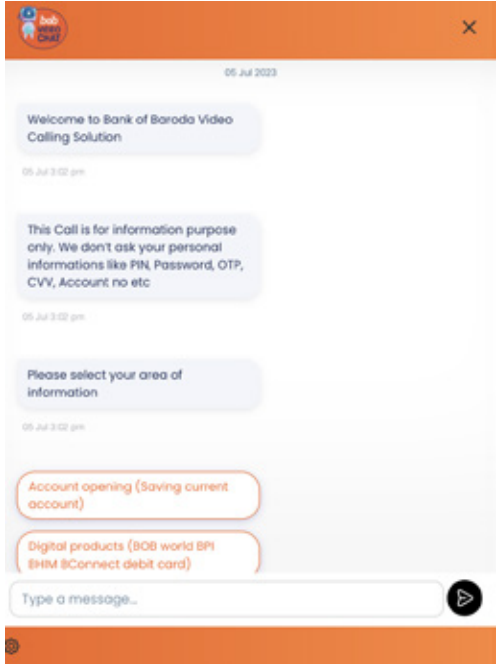 bob
VIDEO
CHAT
05 Jul 2023
Welcome to Bank of Baroda Video
Calling Solution
05 Jul 3:02 pm
This Call is for information purpose
only. We don't ask your personal
informations like PIN, Password, OTP,
CVV, Account no etc
05 Jul 3:02 pm
Please select your area of
information
05 Jul 3:02 pm
Account opening (Saving current
account)
Digital products (BOB world BPI
BHIM BConnect debit card)
Type a message...